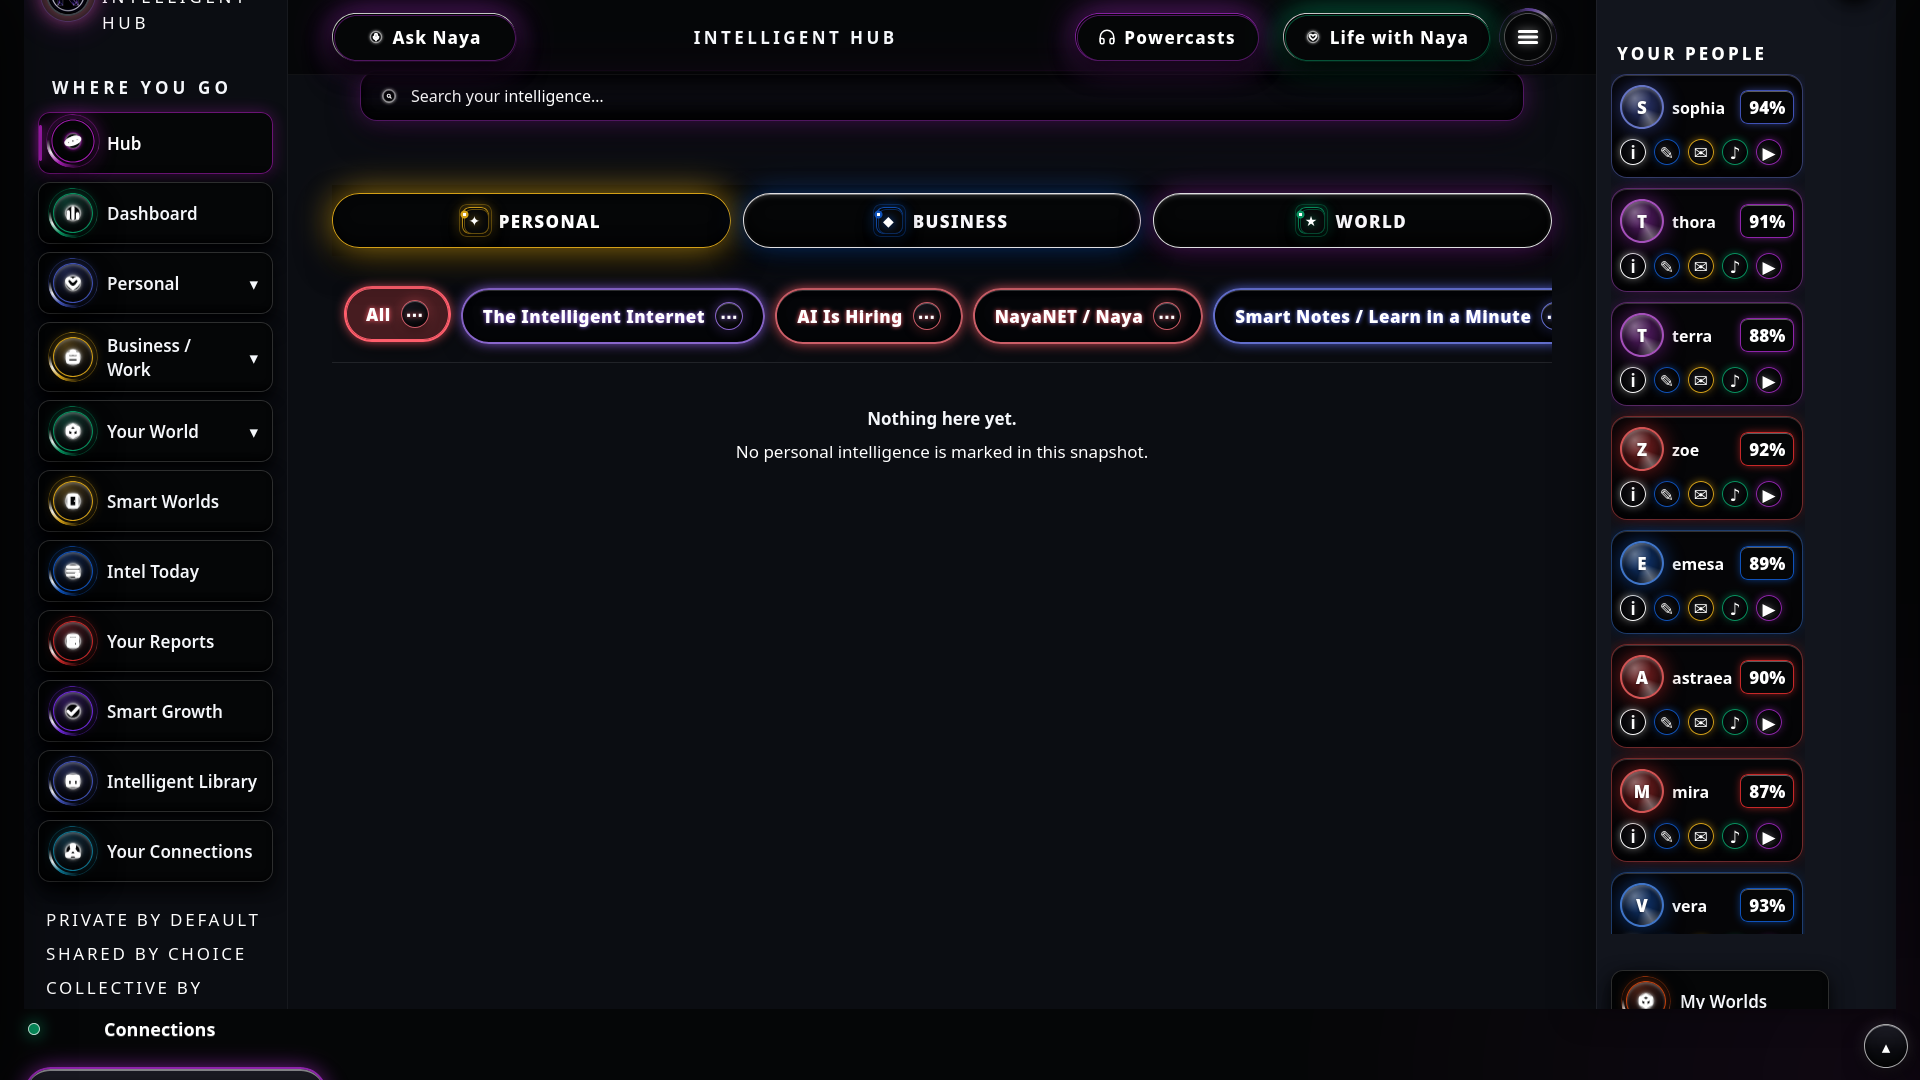 INTELLIGENT
HUB
WHERE YOU GO
Hub
Dashboard
Personal
Business /
Work
Your World
Smart Worlds
Intel Today
Your Reports
Smart Growth
Intelligent Library
Your Connections
PRIVATE BY DEFAULT
SHARED BY CHOICE
COLLECTIVE BY
Connections
Ask Naya
INTELLIGENT HUB
Powercasts
Life with Naya
Search your intelligence...
PERSONAL
BUSINESS
WORLD
All
The Intelligent Internet
AI Is Hiring
NayaNET / Naya
Smart Notes / Learn in a Minute
Nothing here yet.
No personal intelligence is marked in this snapshot.
YOUR PEOPLE
S sophia 94%
T thora 91%
T terra 88%
Z zoe 92%
E emesa 89%
A astraea 90%
M mira 87%
V vera 93%
My Worlds